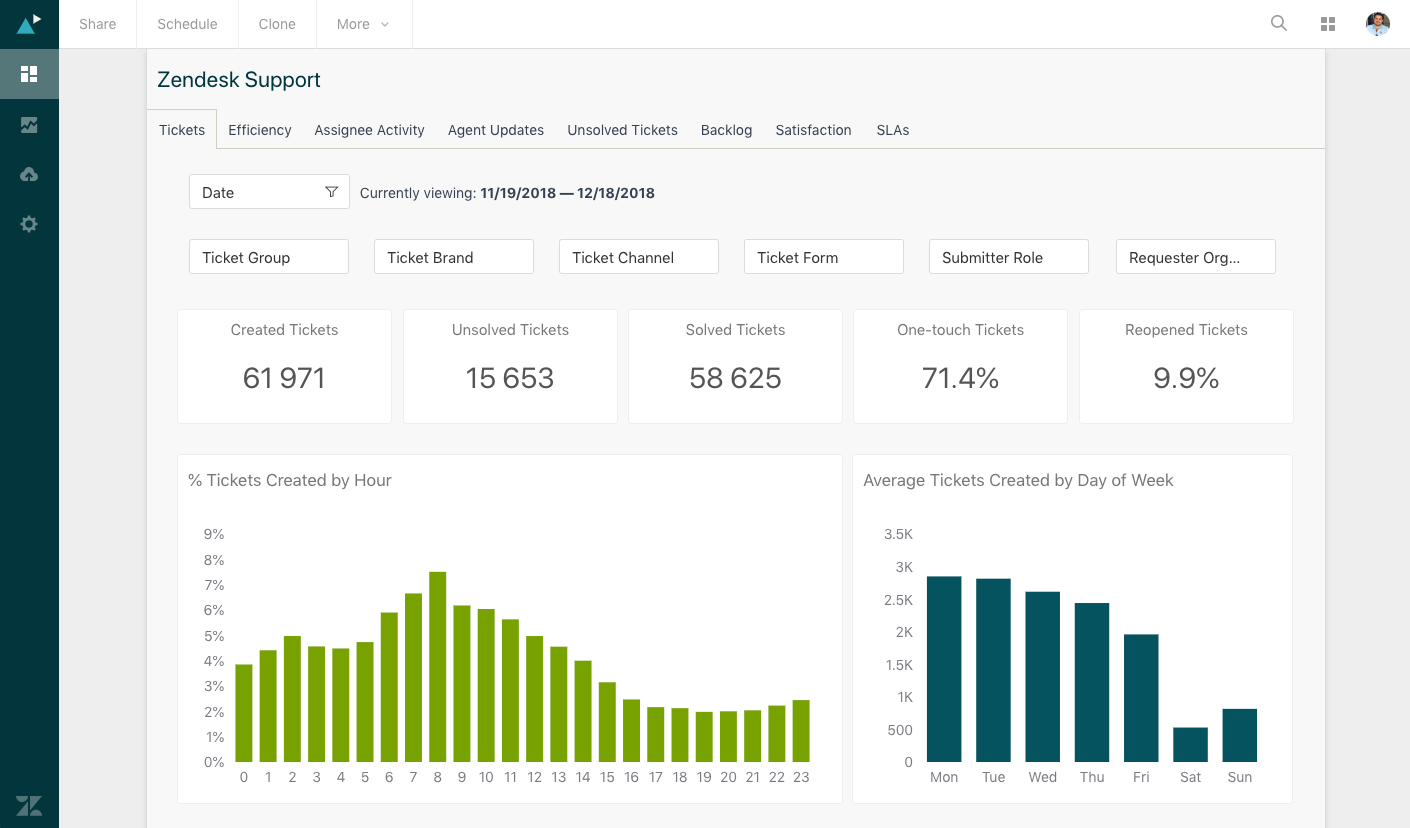 Share Schedule Clone More
Zendesk Support
Tickets Efficiency Assignee Activity Agent Updates Unsolved Tickets Backlog Satisfaction SLAs
Date Currently viewing: 11/19/2018 — 12/18/2018
Ticket Group Ticket Brand Ticket Channel Ticket Form Submitter Role Requester Org...
Created Tickets Unsolved Tickets Solved Tickets One-touch Tickets Reopened Tickets
61 971 15 653 58 625 71.4% 9.9%
% Tickets Created by Hour
9%
8%
7%
6%
5%
4%
3%
2%
1%
0%
0 1 2 3 4 5 6 7 8 9 10 11 12 13 14 15 16 17 18 19 20 21 22 23
Average Tickets Created by Day of Week
3.5K
3K
2.5K
2K
1.5K
1K
500
0
Mon Tue Wed Thu Fri Sat Sun